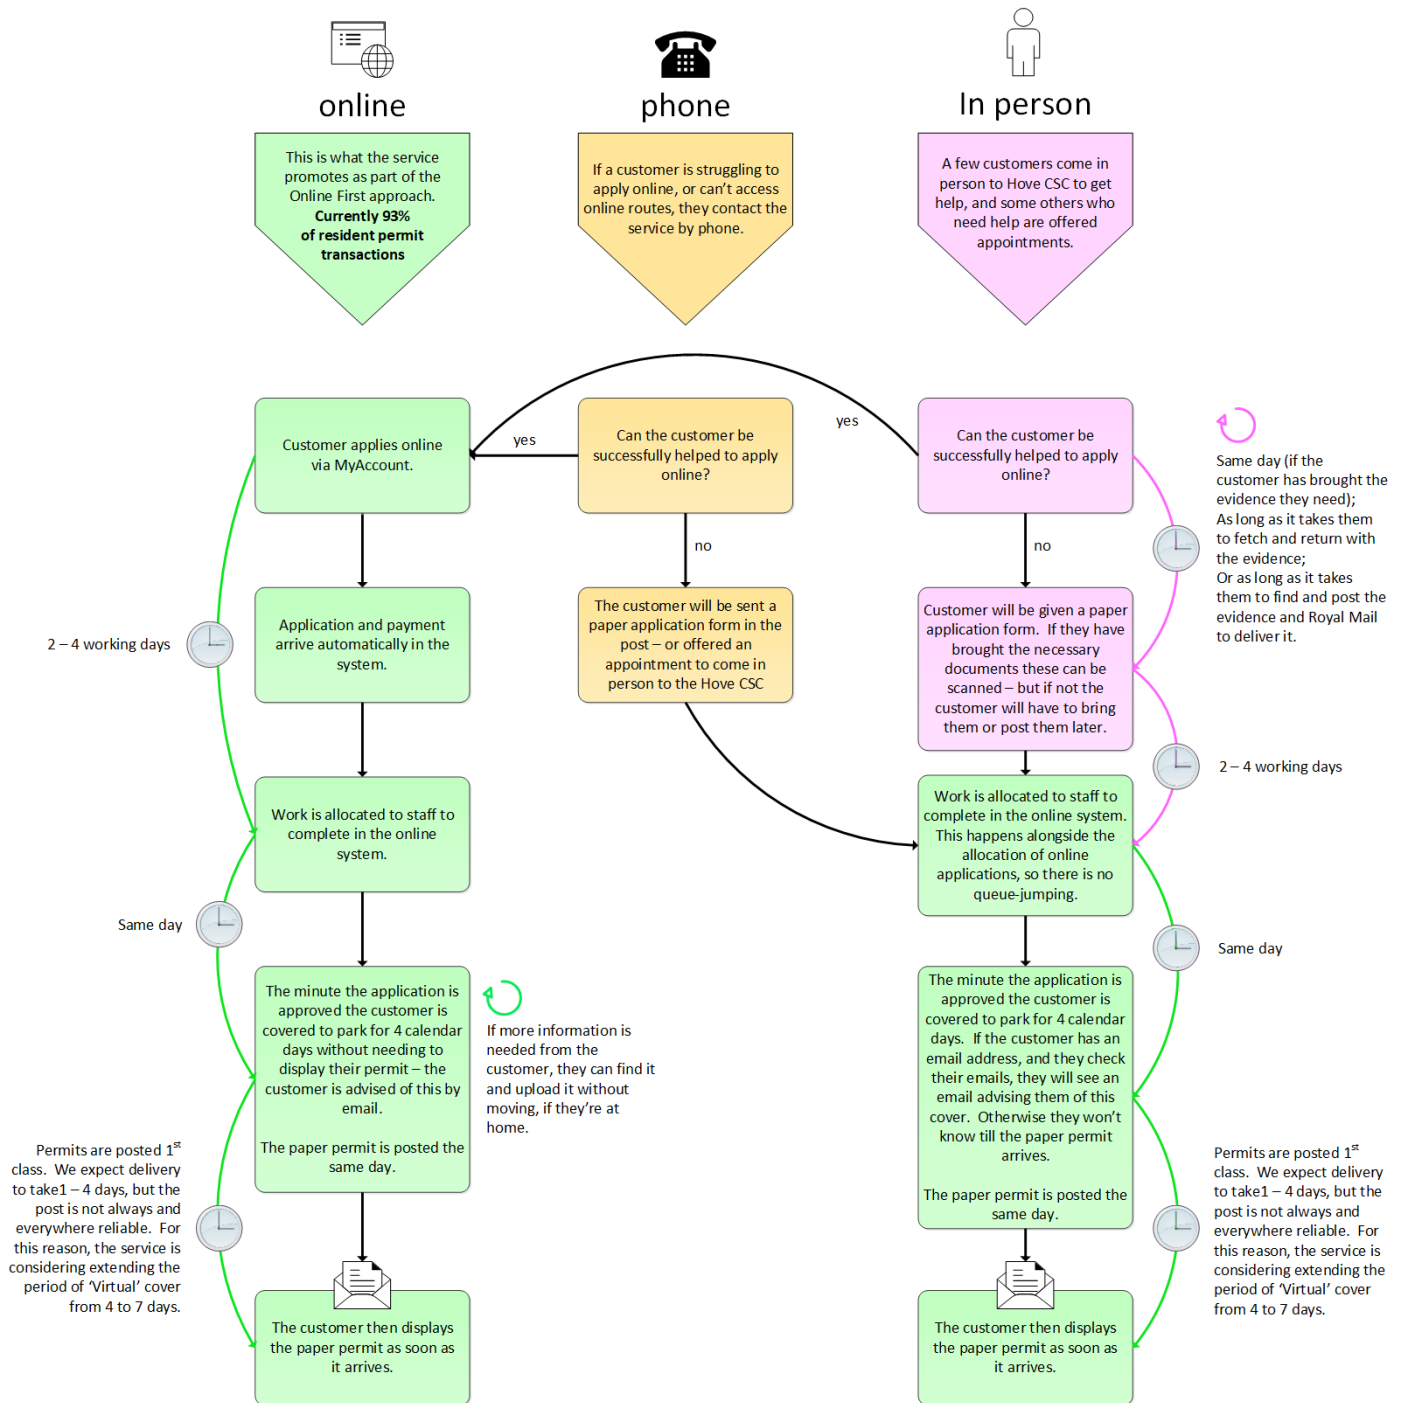 online
phone
In person
This is what the service
promotes as part of the
Online First approach.
Currently 93%
of resident permit
transactions
If a customer is struggling to
apply online, or can't access
online routes, they contact the
service by phone.
A few customers come in
person to Hove CSC to get
help, and some others who
need help are offered
appointments.
Customer applies online
via MyAccount.
yes
Can the customer be
successfully helped to apply
online?
yes
Can the customer be
successfully helped to apply
online?
Same day (if the
customer has brought the
evidence they need);
As long as it takes them
to fetch and return with
the evidence;
Or as long as it takes
them to find and post the
evidence and Royal Mail
to deliver it.
no
no
2 – 4 working days
Application and payment
arrive automatically in the
system.
The customer will be sent a
paper application form in the
post – or offered an
appointment to come in
person to the Hove CSC
Customer will be given a paper
application form.  If they have
brought the necessary
documents these can be
scanned – but if not the
customer will have to bring
them or post them later.
2 – 4 working days
Work is allocated to staff to
complete in the online
system.
Work is allocated to staff to
complete in the online system.
This happens alongside the
allocation of online
applications, so there is no
queue-jumping.
Same day
Same day
The minute the application is
approved the customer is
covered to park for 4 calendar
days without needing to
display their permit – the
customer is advised of this by
email.
The paper permit is posted the
same day.
If more information is
needed from the
customer, they can find it
and upload it without
moving, if they're at
home.
The minute the application is
approved the customer is
covered to park for 4 calendar
days.  If the customer has an
email address, and they check
their emails, they will see an
email advising them of this
cover.  Otherwise they won't
know till the paper permit
arrives.
The paper permit is posted the
same day.
Permits are posted 1st
class.  We expect delivery
to take1 – 4 days, but the
post is not always and
everywhere reliable.  For
this reason, the service is
considering extending the
period of 'Virtual' cover
from 4 to 7 days.
Permits are posted 1st
class.  We expect delivery
to take1 – 4 days, but the
post is not always and
everywhere reliable.  For
this reason, the service is
considering extending the
period of 'Virtual' cover
from 4 to 7 days.
The customer then displays
the paper permit as soon as
it arrives.
The customer then displays
the paper permit as soon as
it arrives.